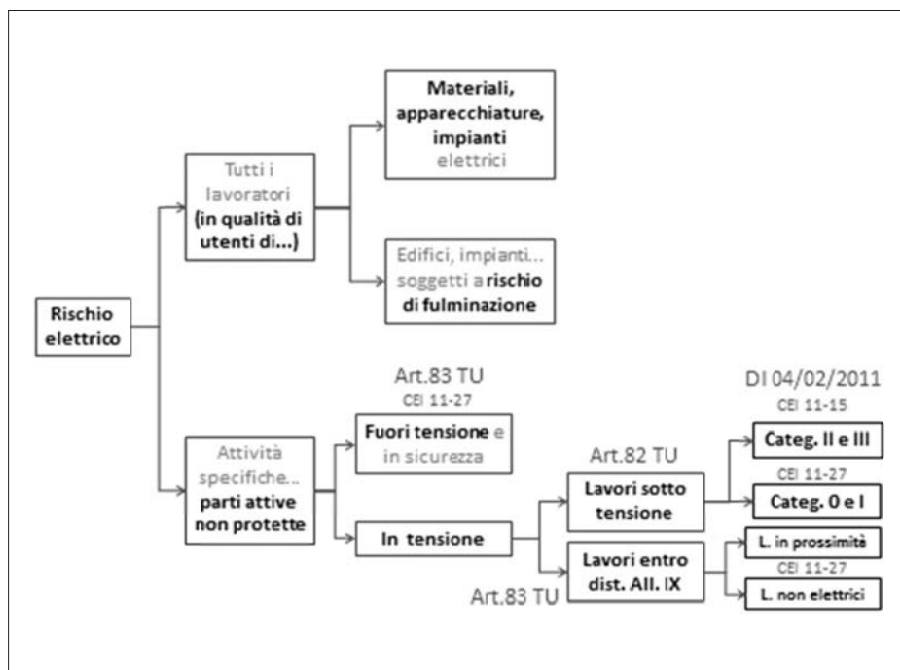 Materiali,
apparecchiature,
impianti
elettrici
Tutti i
lavoratori
(in qualità di
utenti di...)
Edifici, impianti...
soggetti a rischio
di fulminazione
Rischio
elettrico
Art.83 TU
CEI 11-27
Fuori tensione e
in sicurezza
Attività
specifiche...
parti attive
non protette
In tensione
Art.82 TU
Lavori sotto
tensione
Art.83 TU
Lavori entro
dist. All. IX
DI 04/02/2011
CEI 11-15
Categ. II e III
CEI 11-27
Categ. 0 e I
L. in prossimità
CEI 11-27
L. non elettrici